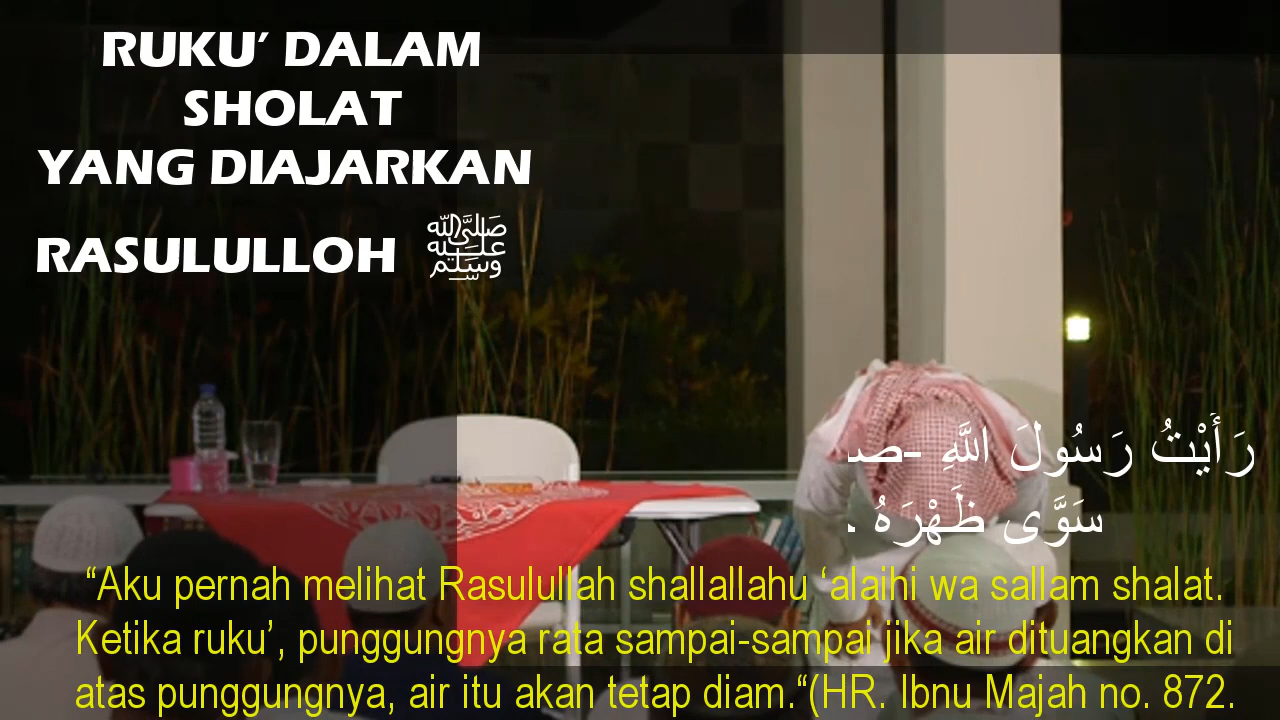 RUKU’ DALAM
SHOLAT
YANG DIAJARKAN
RASULULLOH ﷺ
رَأَيْتُ رَسُولَ اللَّهِ -صـ
سَوَّى ظَهْرَهُ .
“Aku pernah melihat Rasulullah shallallahu ‘alaihi wa sallam shalat.
Ketika ruku’, punggungnya rata sampai-sampai jika air dituangkan di
atas punggungnya, air itu akan tetap diam.“(HR. Ibnu Majah no. 872.